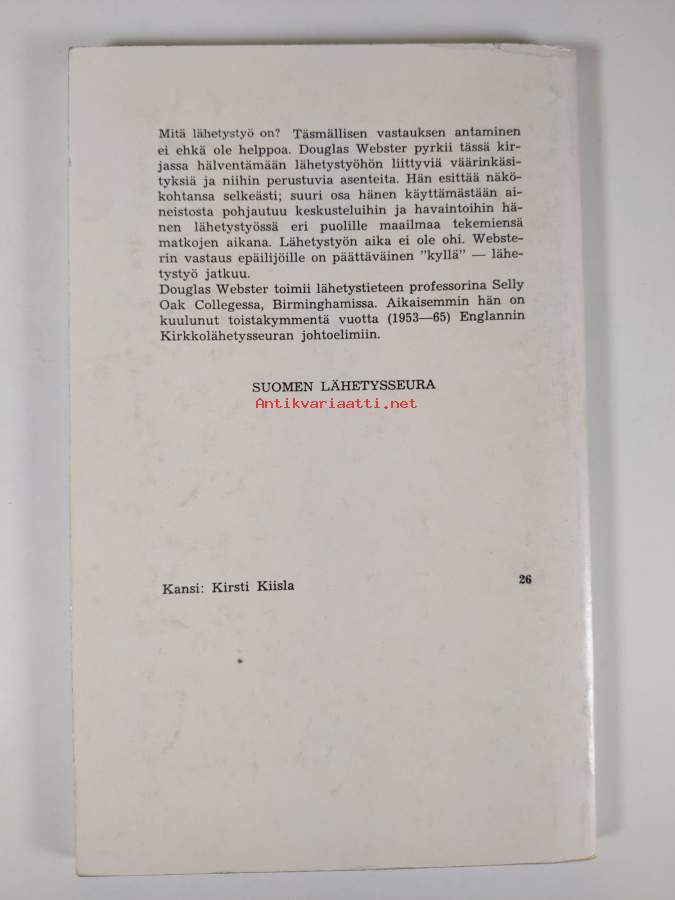 Mitä lähetystyö on? Täsmällisen vastauksen antaminen
ei ehkä ole helppoa. Douglas Webster pyrkii tässä kir-
jassa hälventämään lähetystyöhön liittyviä väärinkäsi-
tyksiä ja niihin perustuvia asenteita. Hän esittää näkö-
kohtansa selkeästi; suuri osa hänen käyttämästään ai-
neistosta pohjautuu keskusteluihin ja havaintoihin hä-
nen lähetystyössä eri puolille maailmaa tekemiensä
matkojen aikana. Lähetystyön aika ei ole ohi. Webste-
rin vastaus epäilijöille on päättäväinen ”kyllä” — lähe-
tystyö jatkuu.
Douglas Webster toimii lähetystieteen professorina Selly
Oak Collegessa, Birminghamissa. Aikaisemmin hän on
kuulunut toistakymmentä vuotta (1953—65) Englannin
Kirkkolähetysseuran johtoelimiin.
SUOMEN LÄHETYSSEURA
Antikvariaatti.net
Kansi: Kirsti Kiisla
26